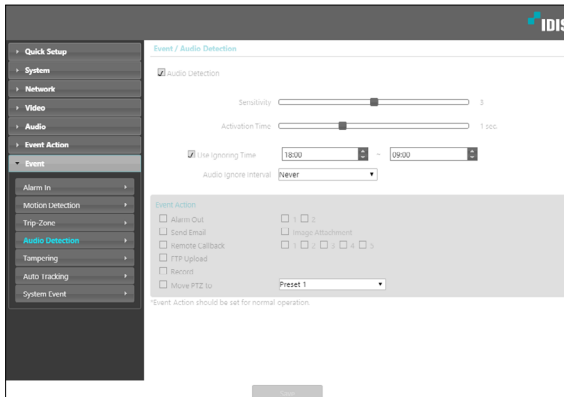 IDIS
Quick Setup
System
Network
Video
Audio
Event Action
Event
Alarm In
Motion Detection
Trip-Zone
Audio Detection
Tampering
Auto Tracking
System Event
Event / Audio Detection
Audio Detection
Sensitivity 3
Activation Time 1 sec.
Use Ignoring Time 18:00 ~ 09:00
Audio Ignore Interval Never
Event Action
Alarm Out 1 2
Send Email Image Attachment
Remote Callback 1 2 3 4 5
FTP Upload
Record
Move PTZ to: Preset 1
*Event Action should be set for normal operation.
Save